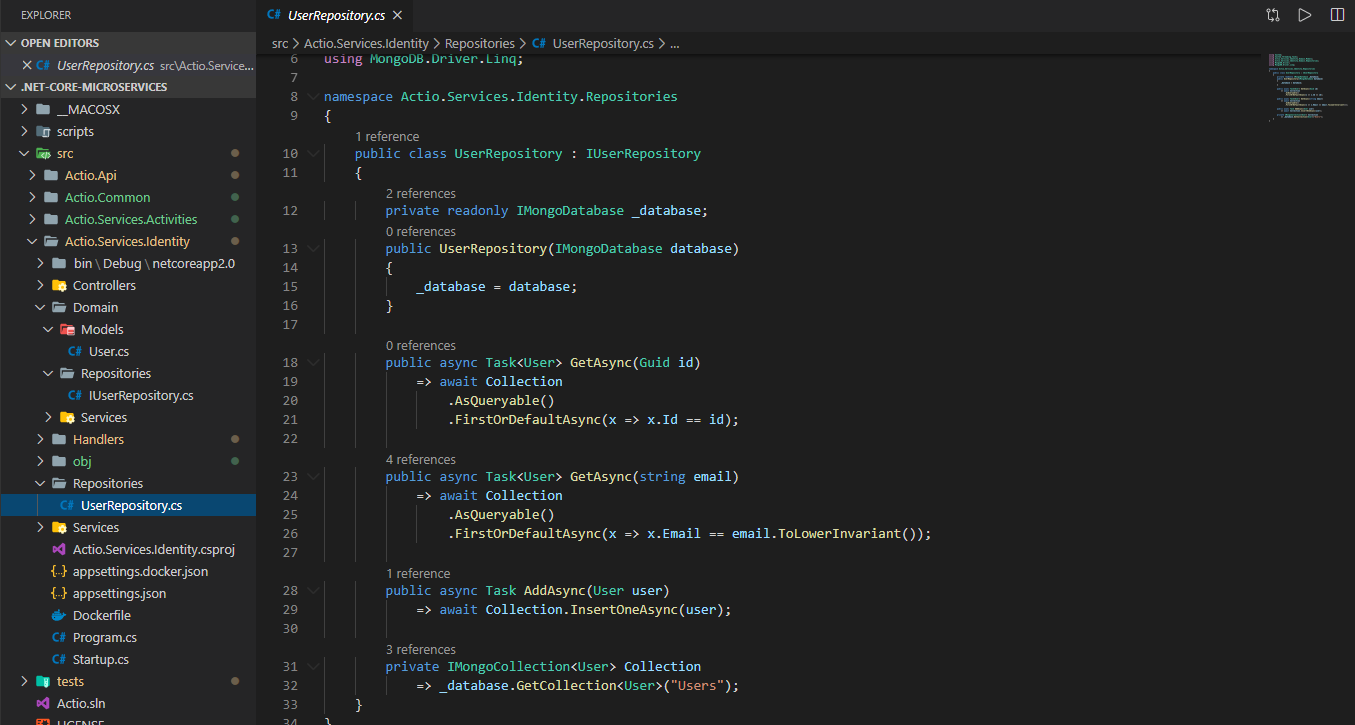 EXPLORER
OPEN EDITORS
UserRepository.cs src\Actio.Service...
.NET-CORE-MICROSERVICES
__MACOSX
scripts
src
Actio.Api
Actio.Common
Actio.Services.Activities
Actio.Services.Identity
bin \ Debug \ netcoreapp2.0
Controllers
Domain
Models
C# User.cs
Repositories
C# IUserRepository.cs
Services
Handlers
obj
Repositories
C# UserRepository.cs
Services
Actio.Services.Identity.csproj
{..} appsettings.docker.json
{..} appsettings.json
Dockerfile
C# Program.cs
C# Startup.cs
tests
Actio.sln
LICENSE
C# UserRepository.cs
src > Actio.Services.Identity > Repositories > C# UserRepository.cs > ...
6 using MongoDB.Driver.Linq;
7
8 namespace Actio.Services.Identity.Repositories
9 {
1 reference
10 public class UserRepository : IUserRepository
11 {
2 references
12 private readonly IMongoDatabase _database;
0 references
13 public UserRepository(IMongoDatabase database)
14 {
15 _database = database;
16 }
17
0 references
18 public async Task<User> GetAsync(Guid id)
19 => await Collection
20 .AsQueryable()
21 .FirstOrDefaultAsync(x => x.Id == id);
22
4 references
23 public async Task<User> GetAsync(string email)
24 => await Collection
25 .AsQueryable()
26 .FirstOrDefaultAsync(x => x.Email == email.ToLowerInvariant());
27
1 reference
28 public async Task AddAsync(User user)
29 => await Collection.InsertOneAsync(user);
30
3 references
31 private IMongoCollection<User> Collection
32 => _database.GetCollection<User>("Users");
33 }
34 }